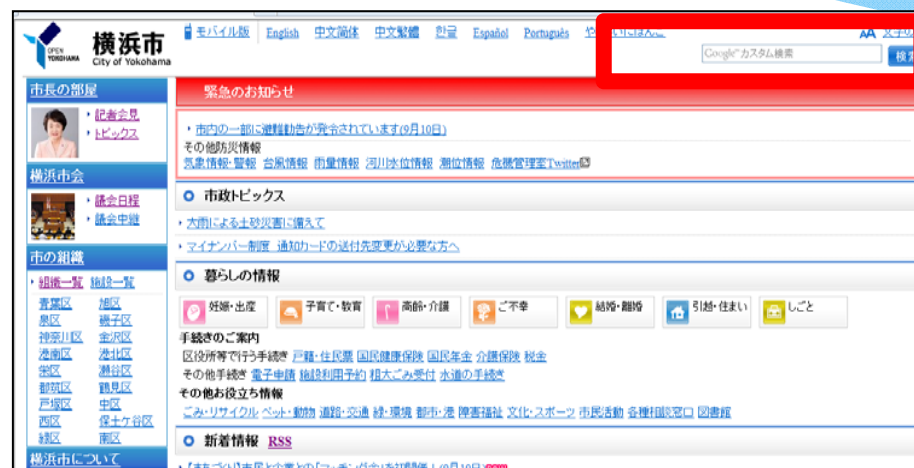 OPEN YOKOHAMA
横浜市
City of Yokohama
モバイル版 English 中文简体 中文繁體 한글 Español Português
AA 文字の
Google カスタム検索
検索
市長の部屋
記者会見
トピックス
横浜市会
議会日程
議会中継
市の組織
組織一覧 施設一覧
青葉区 旭区
泉区 磯子区
神奈川区 金沢区
港南区 港北区
栄区 瀬谷区
都筑区 鶴見区
戸塚区 中区
西区 保土ケ谷区
緑区 南区
横浜市について
緊急のお知らせ
市内の一部に避難勧告が発令されています(9月10日)
その他防災情報
気象情報・警報 台風情報 雨量情報 河川水位情報 潮位情報 危機管理室Twitter
市政トピックス
大雨による土砂災害に備えて
マイナンバー制度 通知カードの送付先変更が必要な方へ
暮らしの情報
妊娠・出産 子育て・教育 高齢・介護 ご不幸 結婚・離婚 引越・住まい しごと
手続きのご案内
区役所等で行う手続き 戸籍・住民票 国民健康保険 国民年金 介護保険 税金
その他手続き 電子申請 施設利用予約 粗大ごみ受付 水道の手続き
その他お役立ち情報
ごみ・リサイクル ペット・動物 道路・交通 緑・環境 都市・港 障害福祉 文化・スポーツ 市民活動 各種相談窓口 図書館
新着情報 RSS